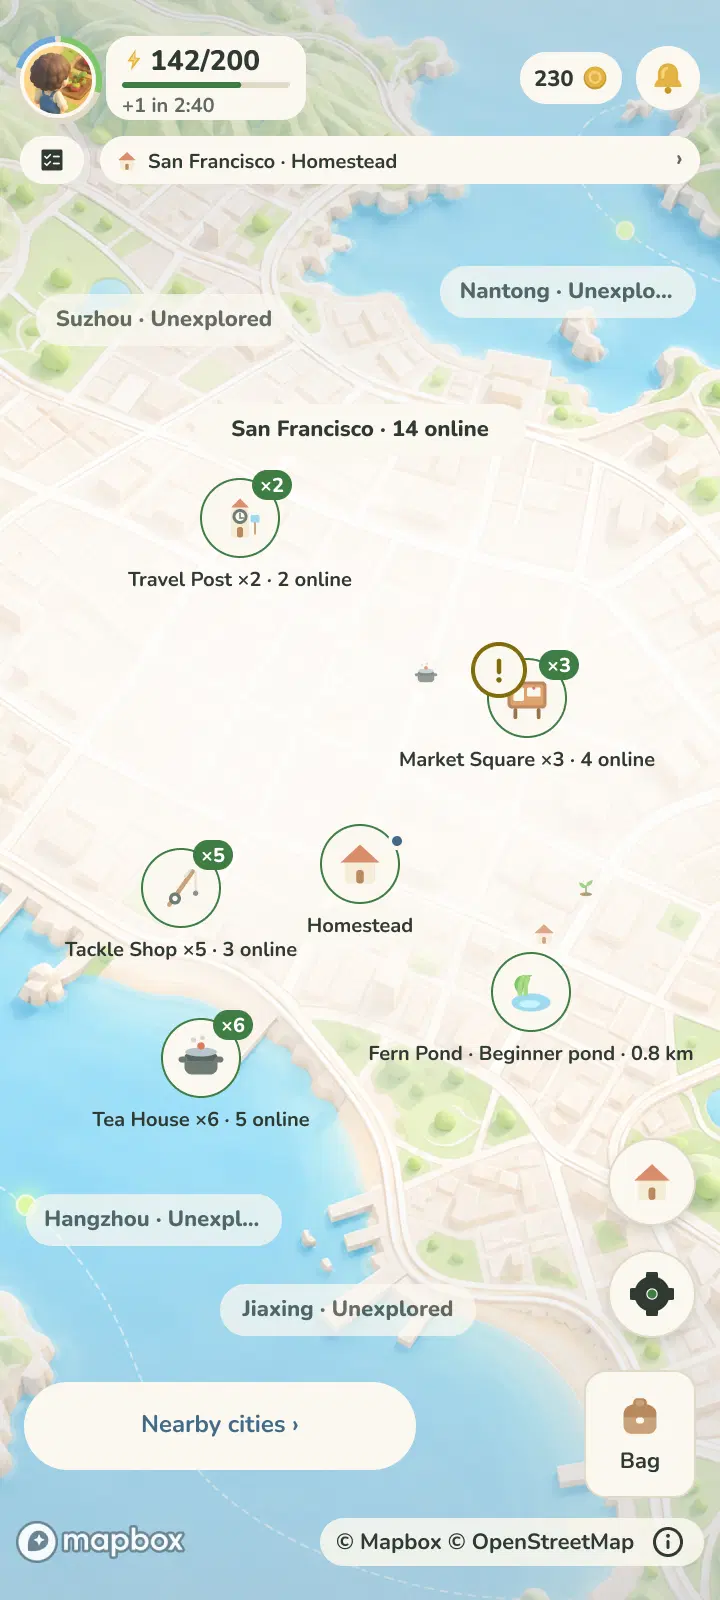 142/200
+1 in 2:40
230
San Francisco · Homestead ›
Nantong · Unexplo...
Suzhou · Unexplored
San Francisco · 14 online
×2
Travel Post ×2 · 2 online
!
×3
Market Square ×3 · 4 online
×5
Tackle Shop ×5 · 3 online
Homestead
Fern Pond · Beginner pond · 0.8 km
×6
Tea House ×6 · 5 online
Hangzhou · Unexpl...
Jiaxing · Unexplored
Nearby cities ›
Bag
mapbox
© Mapbox © OpenStreetMap